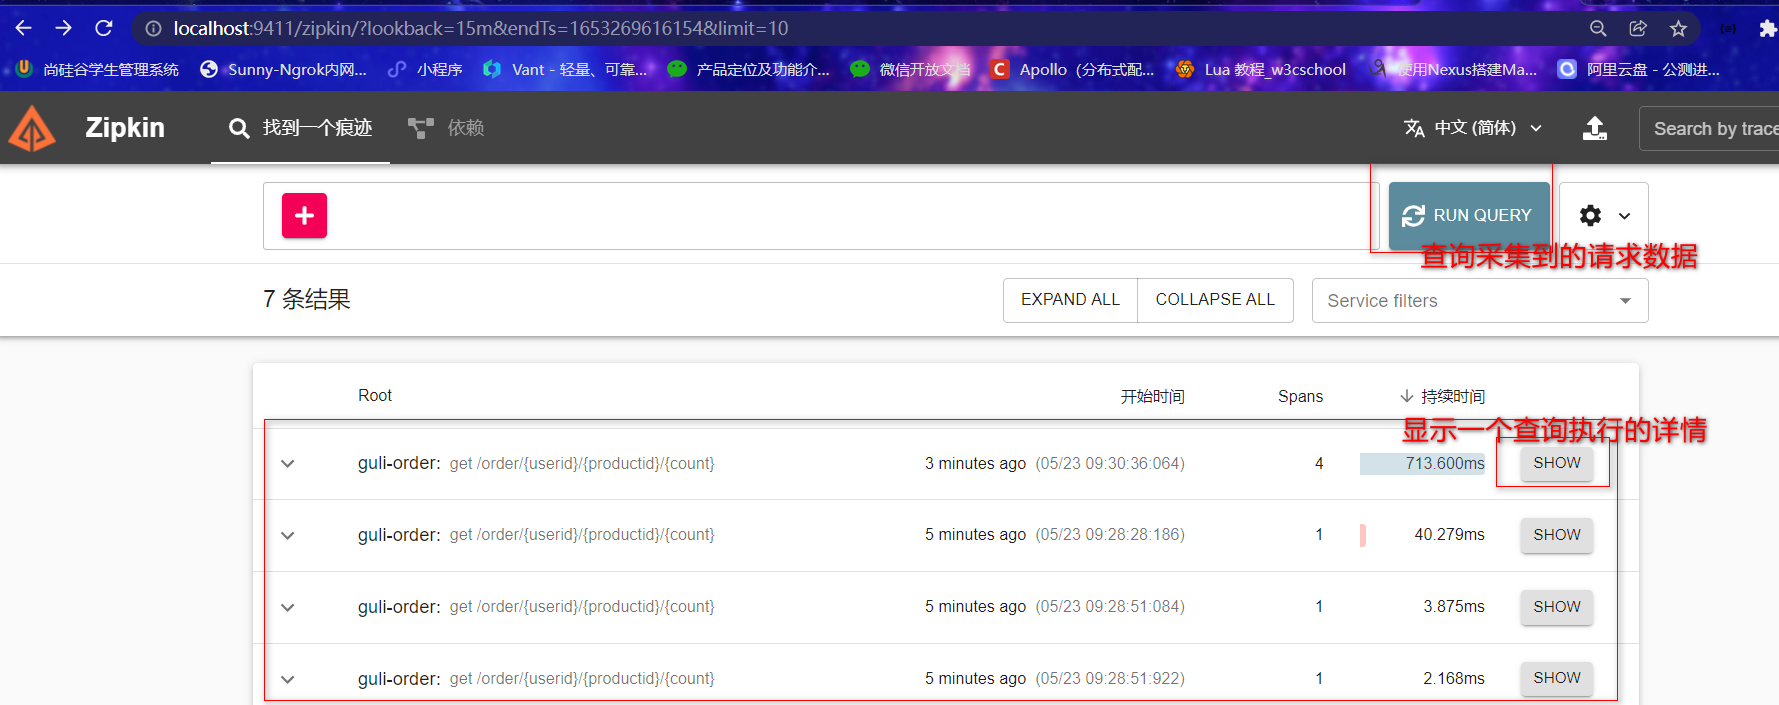 localhost:9411/zipkin/?lookback=15m&endTs=1653269616154&limit=10
尚硅谷学生管理系统 Sunny-Ngrok内网... 小程序 Vant - 轻量、可靠... 产品定位及功能介... 微信开放文档 Apollo（分布式配... Lua 教程_w3cschool 使用Nexus搭建Ma... 阿里云盘 - 公测进...
Zipkin 找到一个痕迹 依赖 中文 (简体) Search by trace
RUN QUERY
查询采集到的请求数据
7 条结果 EXPAND ALL COLLAPSE ALL Service filters
Root 开始时间 Spans 持续时间
显示一个查询执行的详情
guli-order: get /order/{userid}/{productid}/{count} 3 minutes ago (05/23 09:30:36:064) 4 713.600ms SHOW
guli-order: get /order/{userid}/{productid}/{count} 5 minutes ago (05/23 09:28:28:186) 1 40.279ms SHOW
guli-order: get /order/{userid}/{productid}/{count} 5 minutes ago (05/23 09:28:51:084) 1 3.875ms SHOW
guli-order: get /order/{userid}/{productid}/{count} 5 minutes ago (05/23 09:28:51:922) 1 2.168ms SHOW